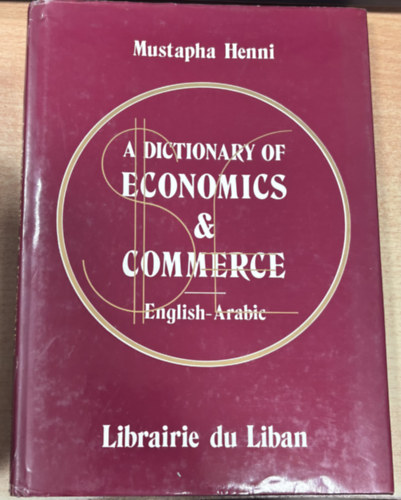 Mustapha Henni
A DICTIONARY OF
ECONOMICS
&
COMMERCE
English-Arabic
Librairie du Liban